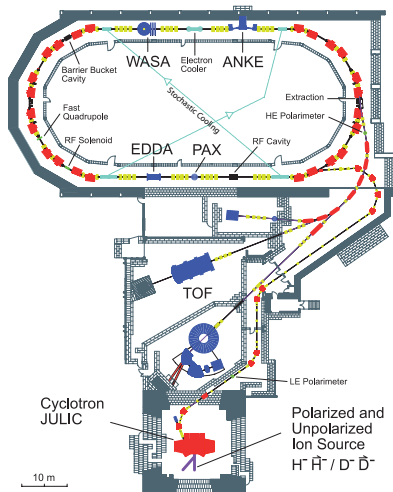 WASA
Electron
Cooler
ANKE
Barrier Bucket
Cavity
Stochastic Cooling
Extraction
Fast
Quadrupole
HE Polarimeter
RF Solenoid
EDDA
PAX
RF Cavity
TOF
LE Polarimeter
Cyclotron
JULIC
Polarized and
Unpolarized
Ion Source
H⁻ H⃗⁻ / D⁻ D⃗⁻
10 m